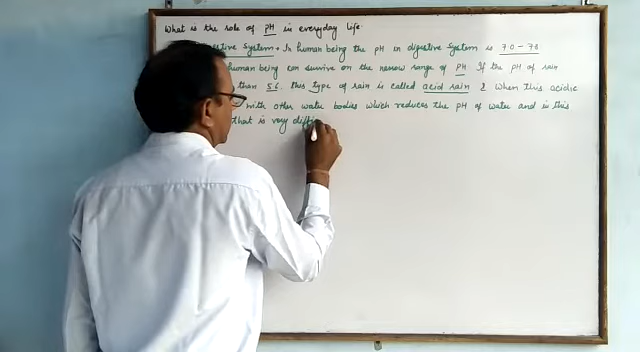 What is the role of pH in everyday life
estive System. In human being the pH in digestive system is 7.0 - 7.8
human being can survive on the narrow range of pH If the pH of rain
than 5.6. This type of rain is called acid rain & when this acidic
with other water bodies which reduces the pH of water and in this
that is very diffic